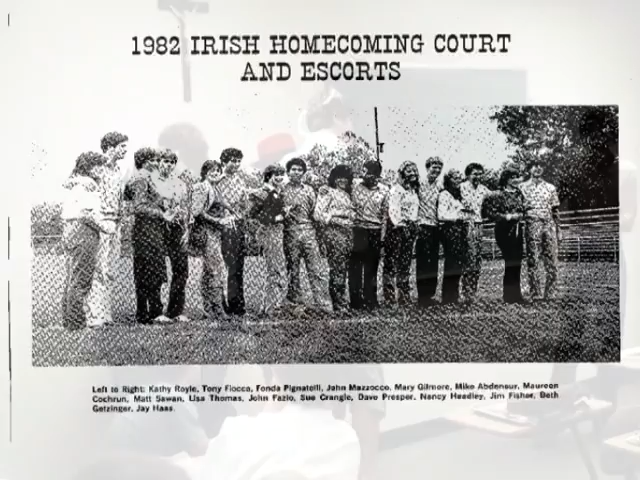 1982 IRISH HOMECOMING COURT
AND ESCORTS
Left to Right: Kathy Royle, Tony Fiocca, Fonda Pignatelli, John Mazzocco, Mary Gilmore, Mike Abdenour, Maureen
Cochrun, Matt Sawan, Lisa Thomas, John Fazio, Sue Crangle, Dave Presper, Nancy Headley, Jim Fisher, Beth
Getzinger, Jay Haas.